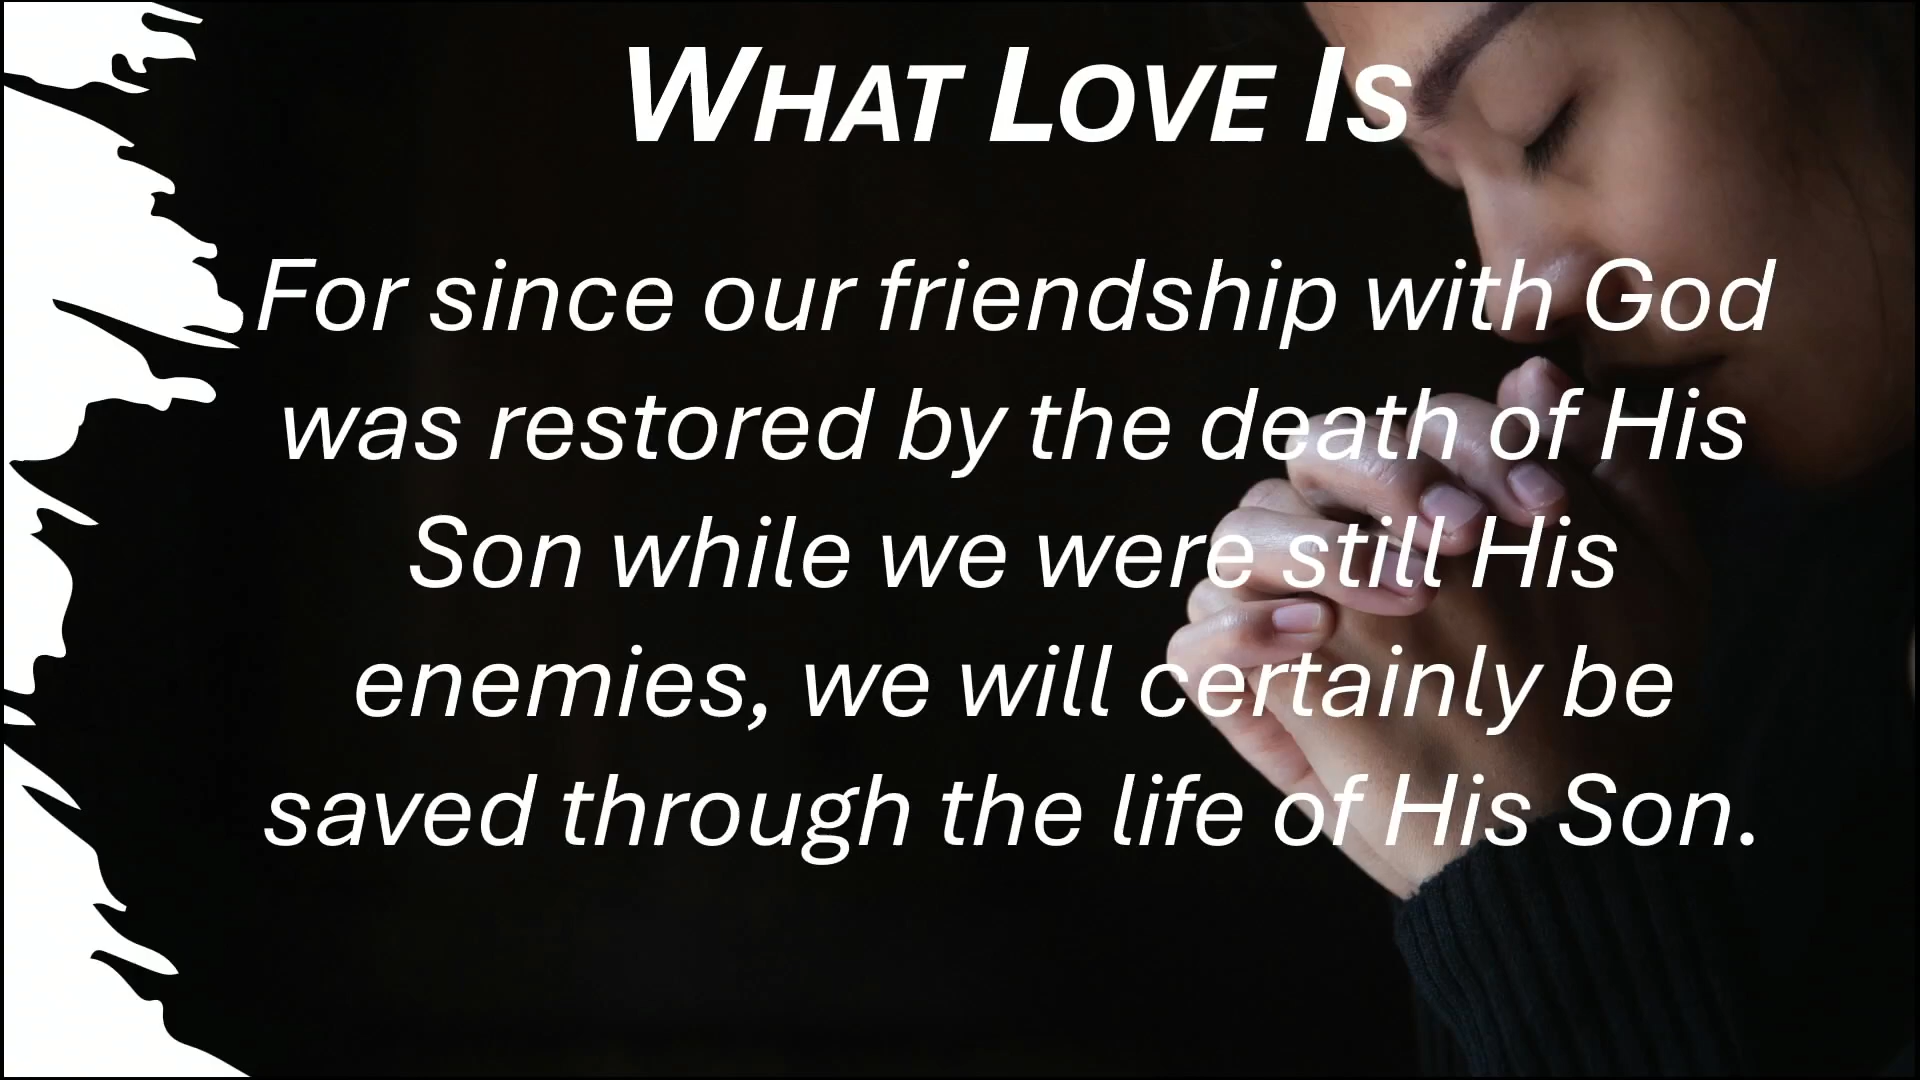 WHAT LOVE IS
For since our friendship with God
was restored by the death of His
Son while we were still His
enemies, we will certainly be
saved through the life of His Son.